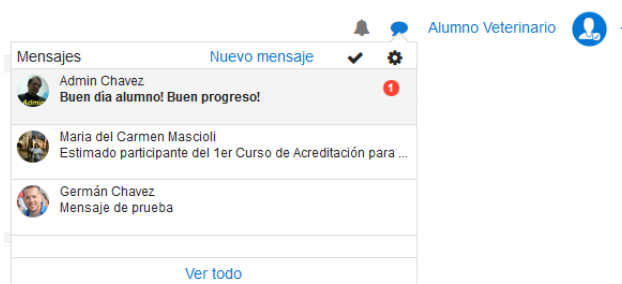 Alumno Veterinario
Mensajes Nuevo mensaje
Admin Chavez
Buen día alumno! Buen progreso!
1
Admin
Maria del Carmen Mascioli
Estimado participante del 1er Curso de Acreditación para ...
Germán Chavez
Mensaje de prueba
Ver todo